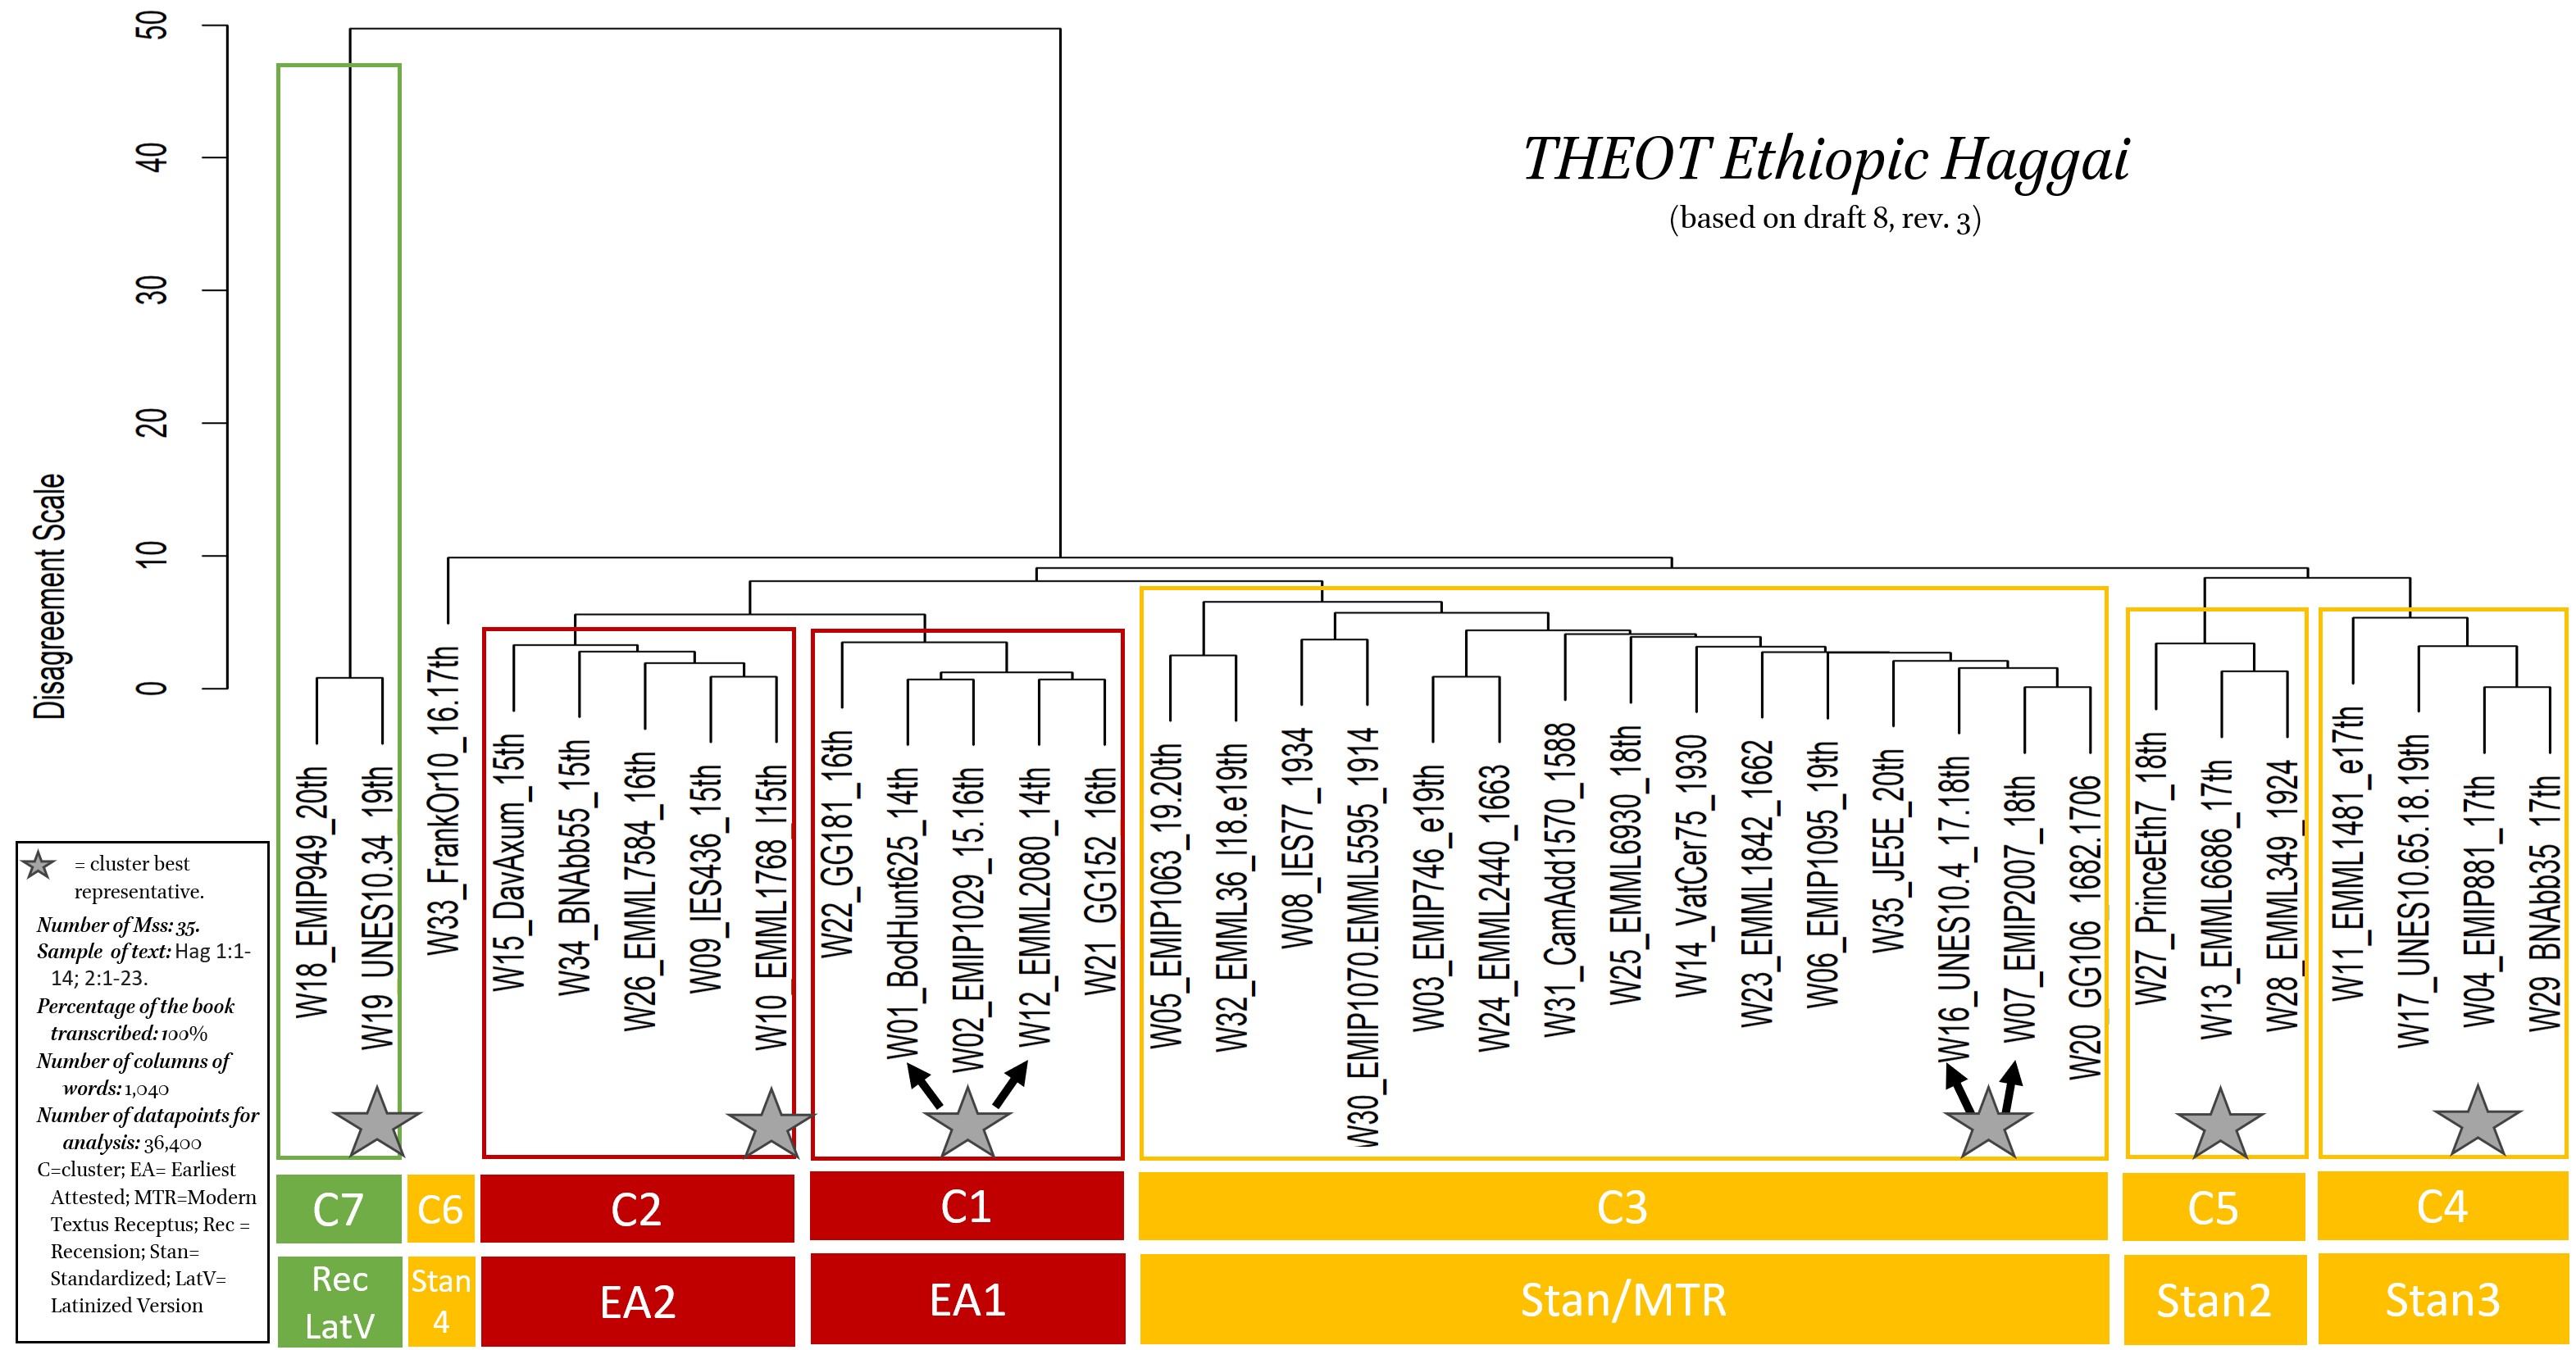 THEOT Ethiopic Haggai
(based on draft 8, rev. 3)
Disagreement Scale
50
40
30
20
10
0
W18_EMIP949_20th
W19_UNES10.34_19th
W33_FrankOr10_16.17th
W15_DavAxum_15th
W34_BNAbb55_15th
W26_EMML7584_16th
W09_IES436_15th
W10_EMML1768_l15th
W22_GG181_16th
W01_BodHunt625_14th
W02_EMIP1029_15.16th
W12_EMML2080_14th
W21_GG152_16th
W05_EMIP1063_19.20th
W32_EMML36_l18.e19th
W08_IES77_1934
W30_EMIP1070.EMML5595_1914
W03_EMIP746_e19th
W24_EMML2440_1663
W31_CamAdd1570_1588
W25_EMML6930_18th
W14_VatCer75_1930
W23_EMML1842_1662
W06_EMIP1095_19th
W35_JE5E_20th
W16_UNES10.4_17.18th
W07_EMIP2007_18th
W20_GG106_1682.1706
W27_PrinceEth7_18th
W13_EMML6686_17th
W28_EMML349_1924
W11_EMML1481_e17th
W17_UNES10.65.18.19th
W04_EMIP881_17th
W29_BNAbb35_17th
= cluster best
representative.
Number of Mss: 35.
Sample of text: Hag 1:1-
14; 2:1-23.
Percentage of the book
transcribed: 100%
Number of columns of
words: 1,040
Number of datapoints for
analysis: 36,400
C=cluster; EA= Earliest
Attested; MTR=Modern
Textus Receptus; Rec =
Recension; Stan=
Standardized; LatV=
Latinized Version
C7
C6
C2
C1
C3
C5
C4
Rec
LatV
Stan
4
EA2
EA1
Stan/MTR
Stan2
Stan3